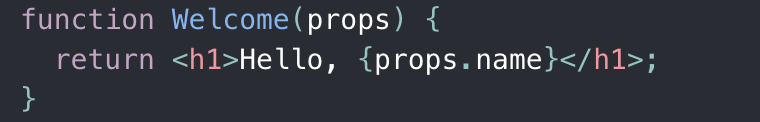 function Welcome(props) {
  return <h1>Hello, {props.name}</h1>;
}